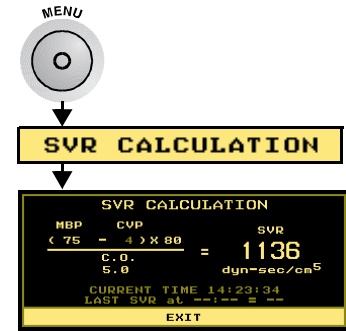 MENU
SVR CALCULATION
SVR CALCULATION
MBP CVP SVR
( 75 - 4 ) X 80 = 1136
C.O. dyn-sec/cm5
5.0
CURRENT TIME 14:23:34
LAST SVR at --:-- = --
EXIT